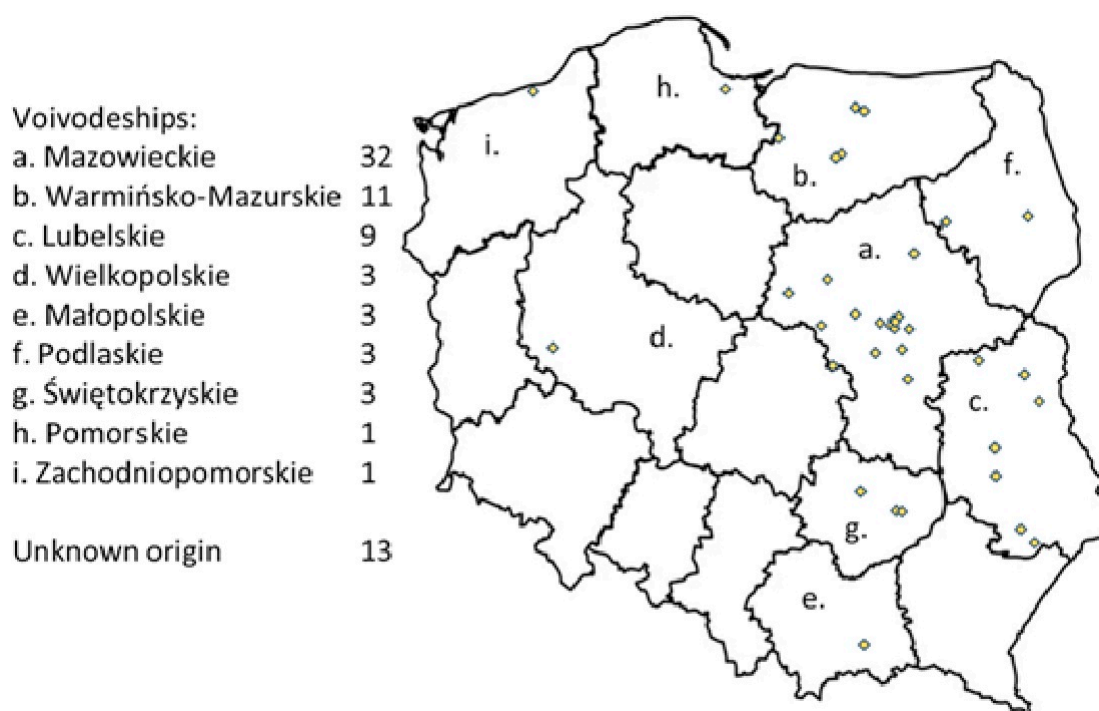 Voivodeships:
a. Mazowieckie 32
b. Warmińsko-Mazurskie 11
c. Lubelskie 9
d. Wielkopolskie 3
e. Małopolskie 3
f. Podlaskie 3
g. Świętokrzyskie 3
h. Pomorskie 1
i. Zachodniopomorskie 1
Unknown origin 13
h.
i.
b.
f.
a.
d.
c.
g.
e.